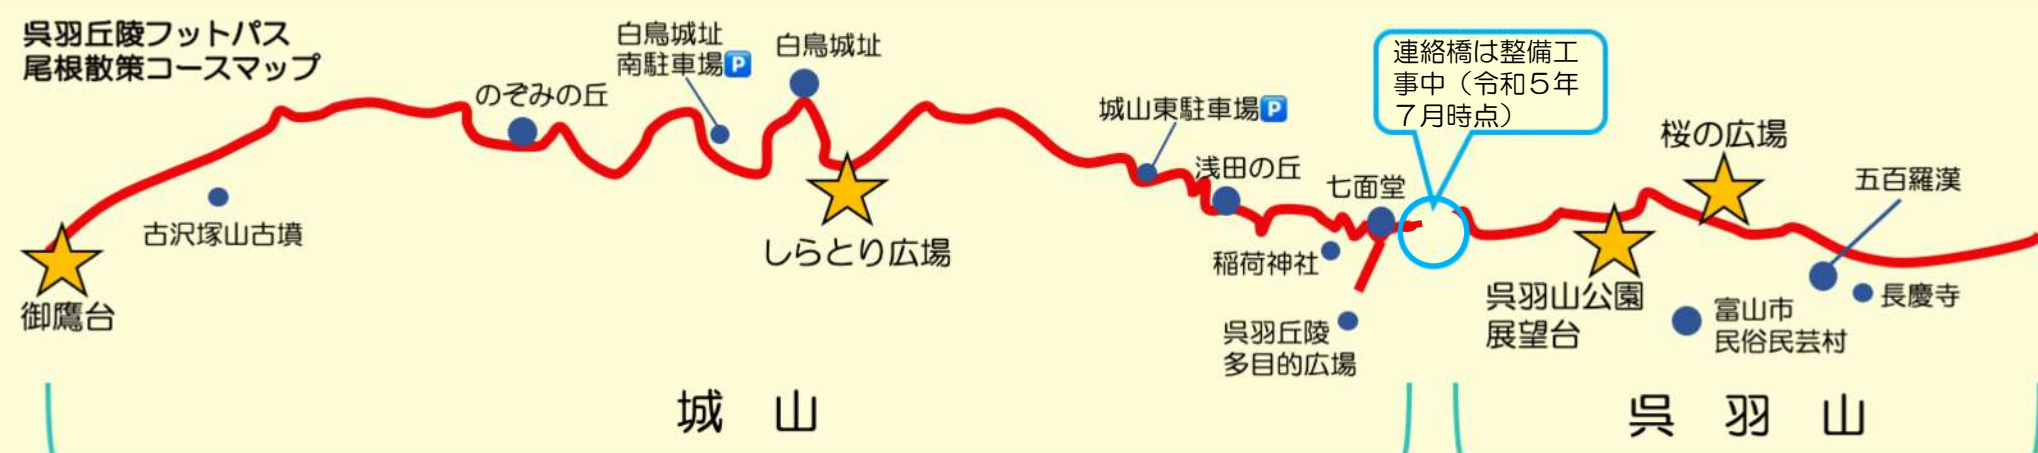 呉羽丘陵フットパス
尾根散策コースマップ
白鳥城址
南駐車場P
白鳥城址
のぞみの丘
城山東駐車場P
連絡橋は整備工
事中（令和５年
７月時点）
桜の広場
浅田の丘
七面堂
五百羅漢
古沢塚山古墳
しらとり広場
稲荷神社
御鷹台
呉羽丘陵
多目的広場
呉羽山公園
展望台
富山市
民俗民芸村
長慶寺
城 山
呉 羽 山